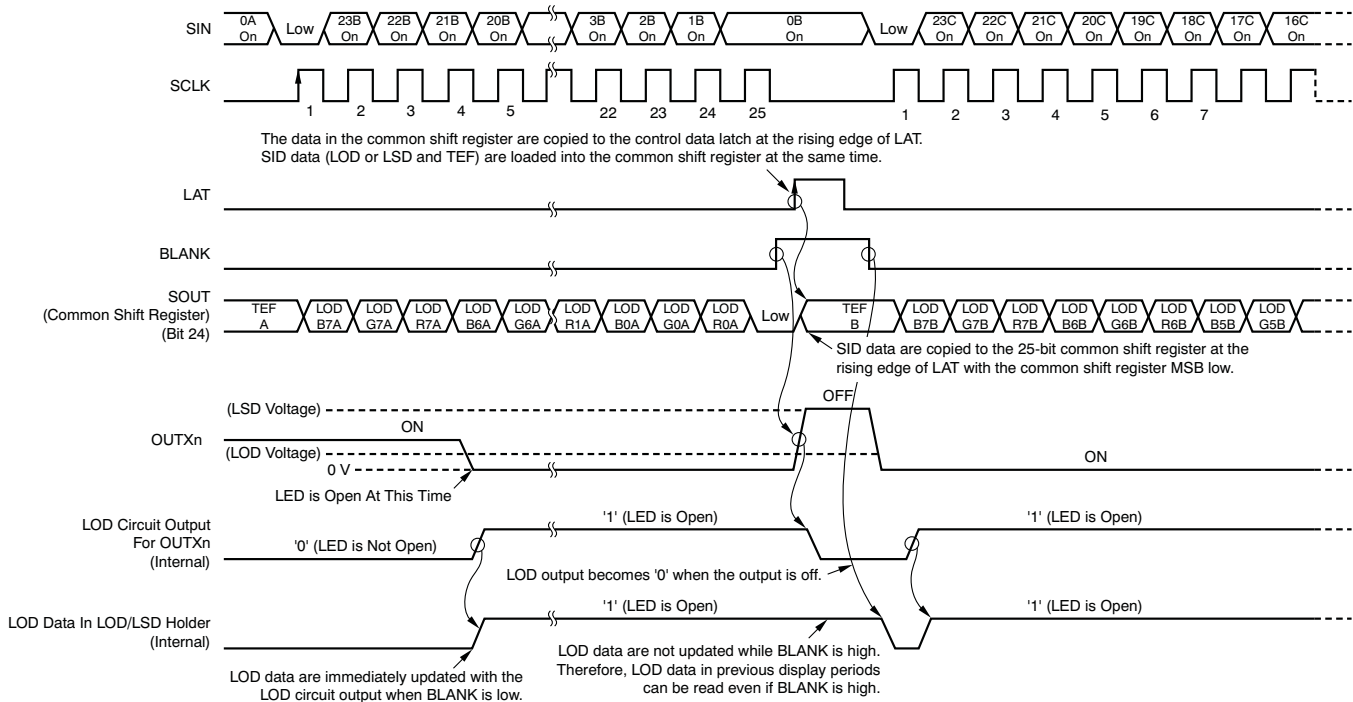 SIN
0A On
Low
23B On
22B On
21B On
20B On
3B On
2B On
1B On
0B On
Low
23C On
22C On
21C On
20C On
19C On
18C On
17C On
16C On
SCLK
1 2 3 4 5 22 23 24 25 1 2 3 4 5 6 7
The data in the common shift register are copied to the control data latch at the rising edge of LAT.
SID data (LOD or LSD and TEF) are loaded into the common shift register at the same time.
LAT
BLANK
SOUT
(Common Shift Register)
(Bit 24)
TEF A
LOD B7A
LOD G7A
LOD R7A
LOD B6A
LOD G6A
LOD R1A
LOD B0A
LOD G0A
LOD R0A
Low
TEF B
LOD B7B
LOD G7B
LOD R7B
LOD B6B
LOD G6B
LOD R6B
LOD B5B
LOD G5B
SID data are copied to the 25-bit common shift register at the
rising edge of LAT with the common shift register MSB low.
OUTXn
(LSD Voltage)
ON
(LOD Voltage)
0 V
OFF
ON
LED is Open At This Time
LOD Circuit Output
For OUTXn
(Internal)
'0' (LED is Not Open)
'1' (LED is Open)
'1' (LED is Open)
LOD output becomes '0' when the output is off.
LOD Data In LOD/LSD Holder
(Internal)
'1' (LED is Open)
'1' (LED is Open)
LOD data are immediately updated with the
LOD circuit output when BLANK is low.
LOD data are not updated while BLANK is high.
Therefore, LOD data in previous display periods
can be read even if BLANK is high.